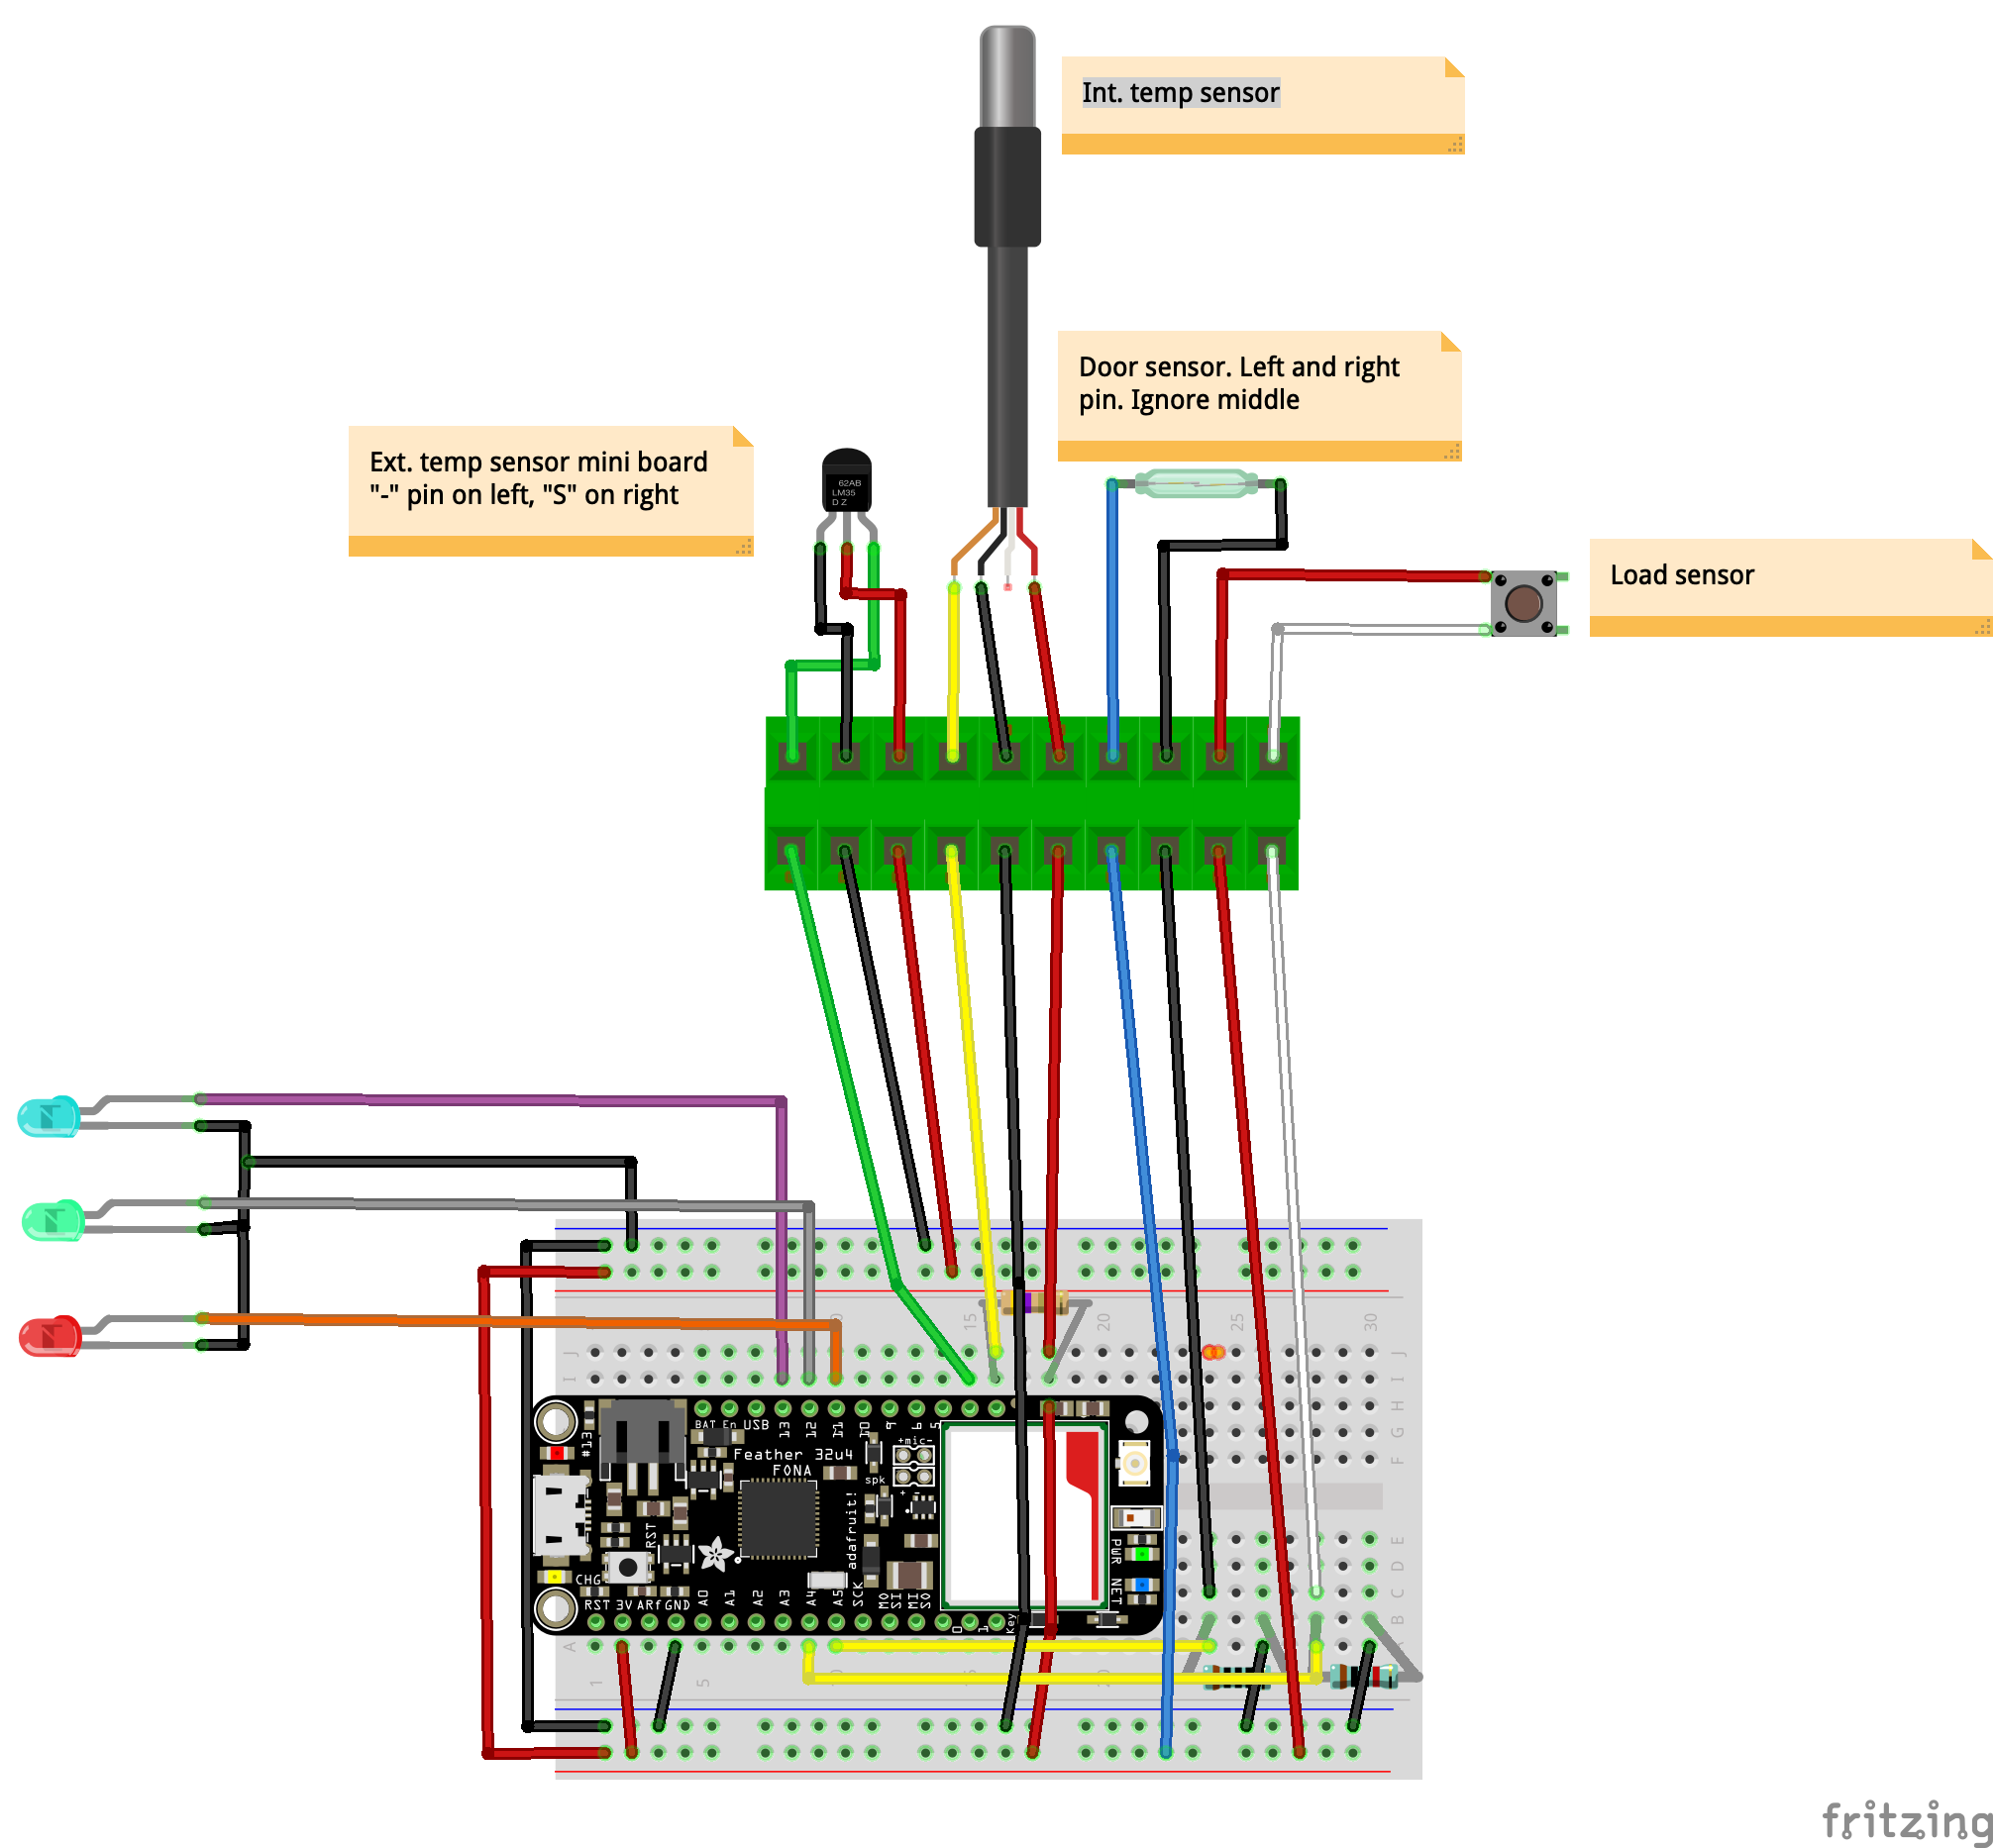 Int. temp sensor
Door sensor. Left and right
pin. Ignore middle
Ext. temp sensor mini board
"-" pin on left, "S" on right
62AB
LM35
D Z
Load sensor
15
20
25
30
J
J
I
I
H
G
F
E
D
C
B
A
1
5
BAT En USB 13 12 11 10 9 6 5
#13
Feather 32u4
FONA
+mic-
spk
+
adafruit!
RST
CHG
PWR
NET
RST 3V ARf GND A0 A1 A2 A3 A4 A5 SCK MO SI MI SO 0 1 Key
fritzing